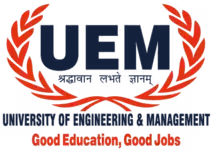 UEM
श्रद्धावान लभते ज्ञानम्
UNIVERSITY OF ENGINEERING & MANAGEMENT
Good Education, Good Jobs